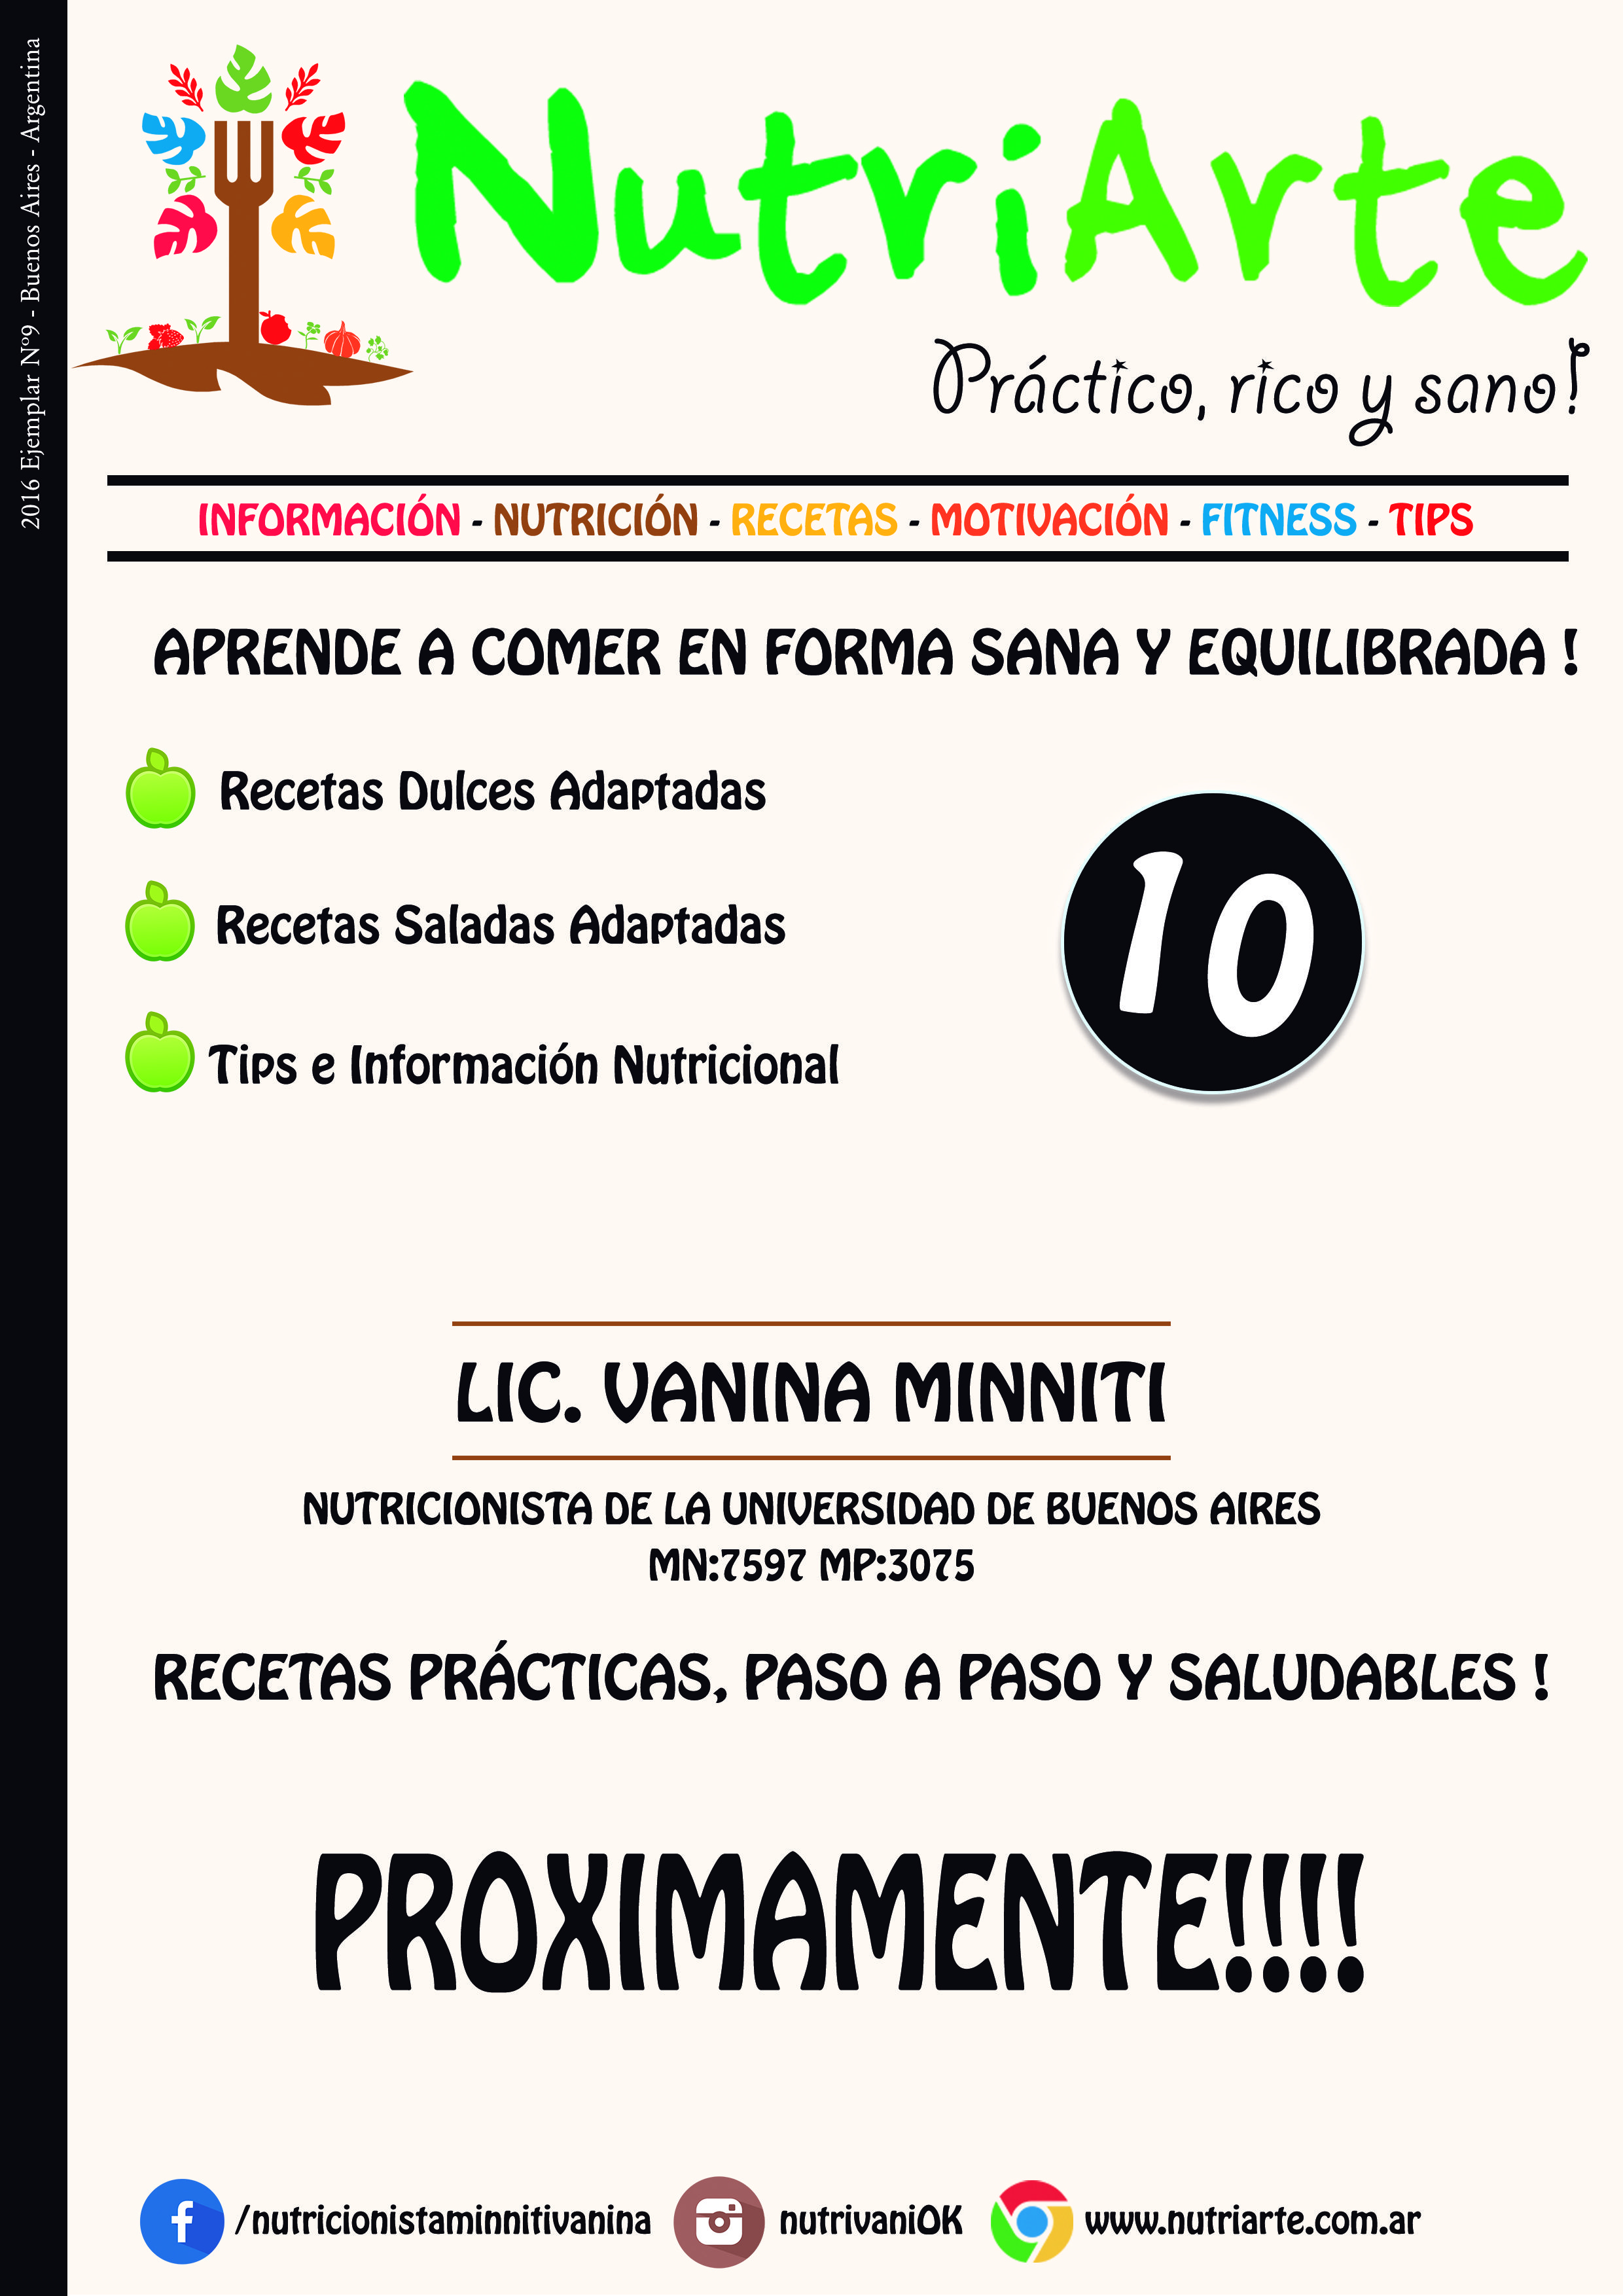 2016 Ejemplar Nº9 - Buenos Aires - Argentina
NutriArte
Práctico, rico y sano!
INFORMACIÓN - NUTRICIÓN - RECETAS - MOTIVACIÓN - FITNESS - TIPS
APRENDE A COMER EN FORMA SANA Y EQUILIBRADA !
Recetas Dulces Adaptadas
Recetas Saladas Adaptadas
10
Tips e Información Nutricional
LIC. VANINA MINNITI
NUTRICIONISTA DE LA UNIVERSIDAD DE BUENOS AIRES
MN:7597 MP:3075
RECETAS PRÁCTICAS, PASO A PASO Y SALUDABLES !
PROXIMAMENTE!!!!
/nutricionistaminnitivanina nutrivaniOK www.nutriarte.com.ar